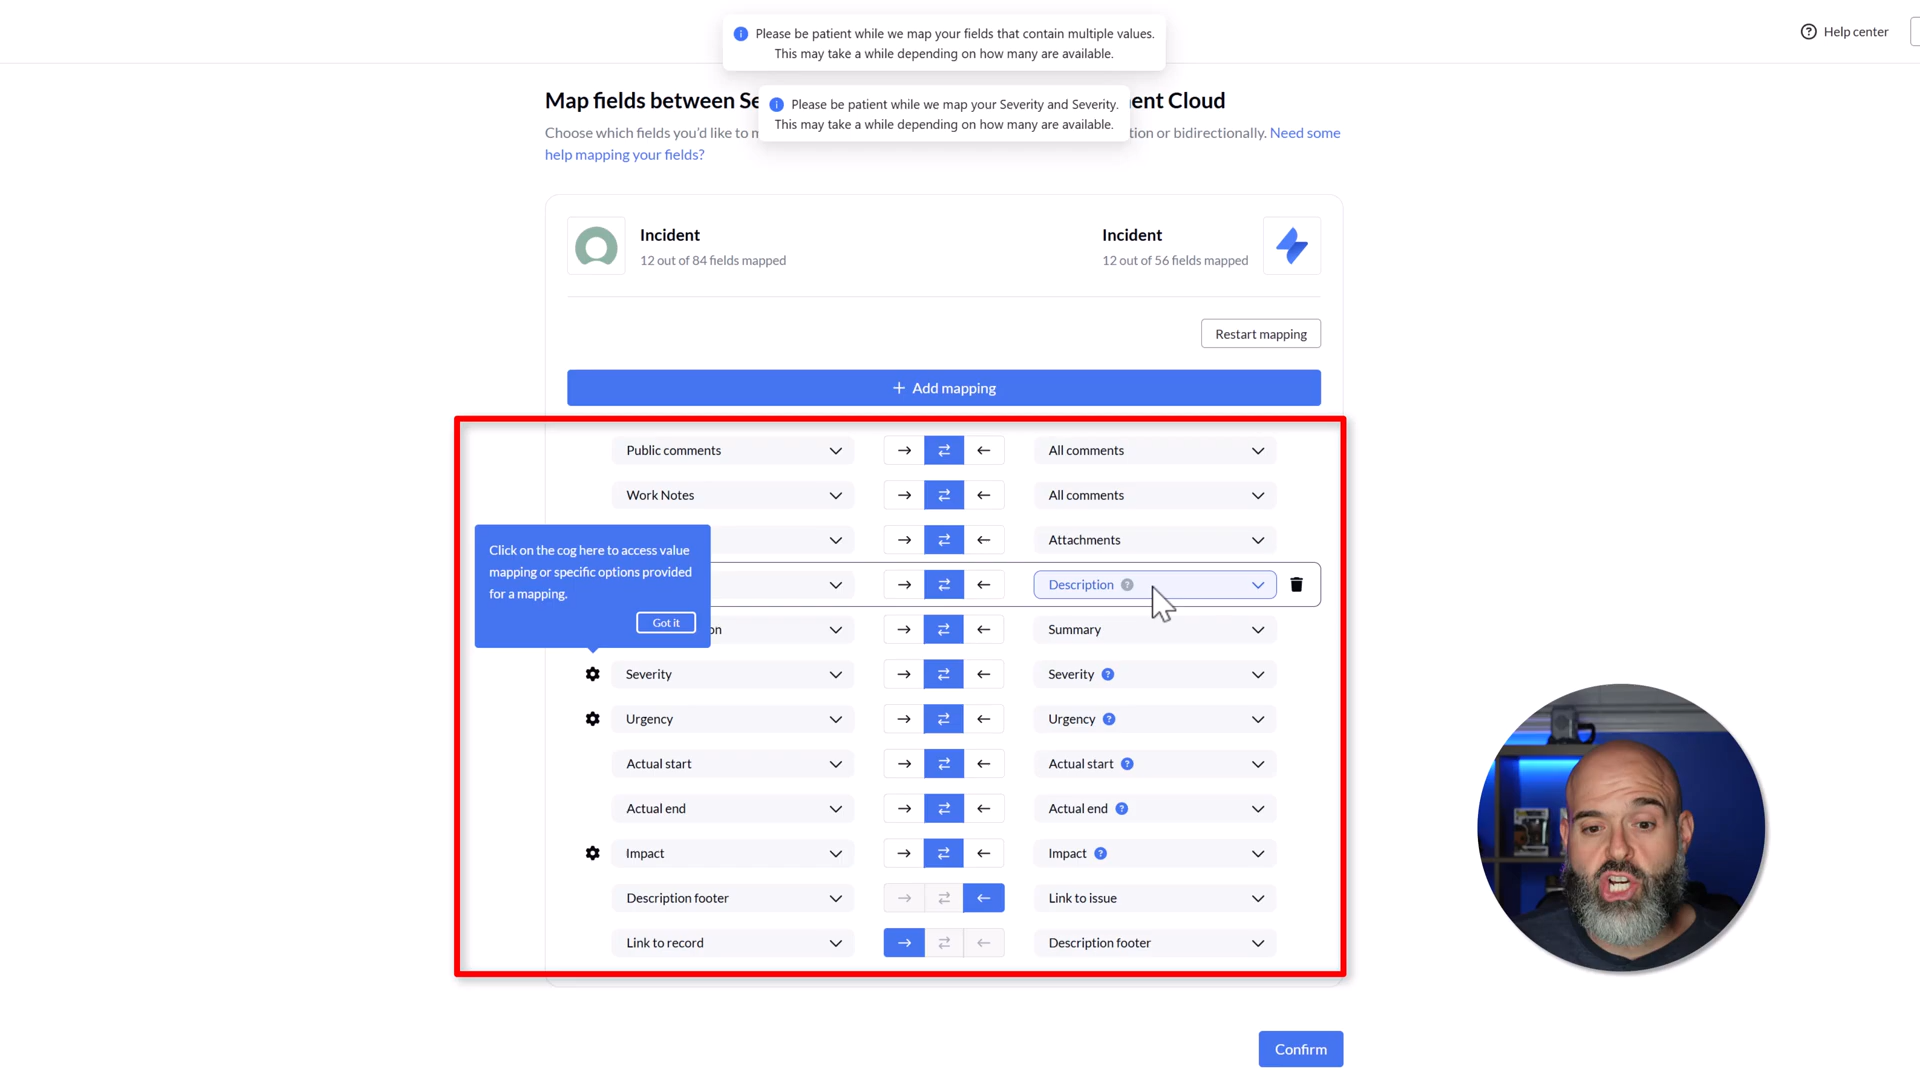 Please be patient while we map your fields that contain multiple values.
This may take a while depending on how many are available.
Help center
Please be patient while we map your Severity and Severity.
This may take a while depending on how many are available.
Map fields between Se
ent Cloud
Choose which fields you'd like to m
tion or bidirectionally. Need some
help mapping your fields?
Incident
12 out of 84 fields mapped
Incident
12 out of 56 fields mapped
Restart mapping
+ Add mapping
Public comments
All comments
Work Notes
All comments
Attachments
Click on the cog here to access value
mapping or specific options provided
for a mapping.
Got it
Description
on
Summary
Severity
Severity
Urgency
Urgency
Actual start
Actual start
Actual end
Actual end
Impact
Impact
Description footer
Link to issue
Link to record
Description footer
Confirm